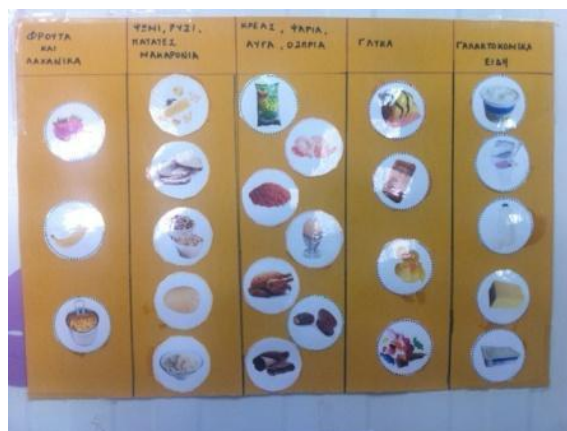 ΦΡΟΥΤΑ
ΚΑΙ
ΛΑΧΑΝΙΚΑ
ΨΩΜΙ, ΡΥΖΙ,
ΠΑΤΑΤΕΣ
ΜΑΚΑΡΟΝΙΑ
ΚΡΕΑΣ, ΨΑΡΙΑ,
ΑΥΓΑ, ΟΣΠΡΙΑ
ΓΛΥΚΑ
ΓΑΛΑΚΤΟΚΟΜΙΚΑ
ΕΙΔΗ